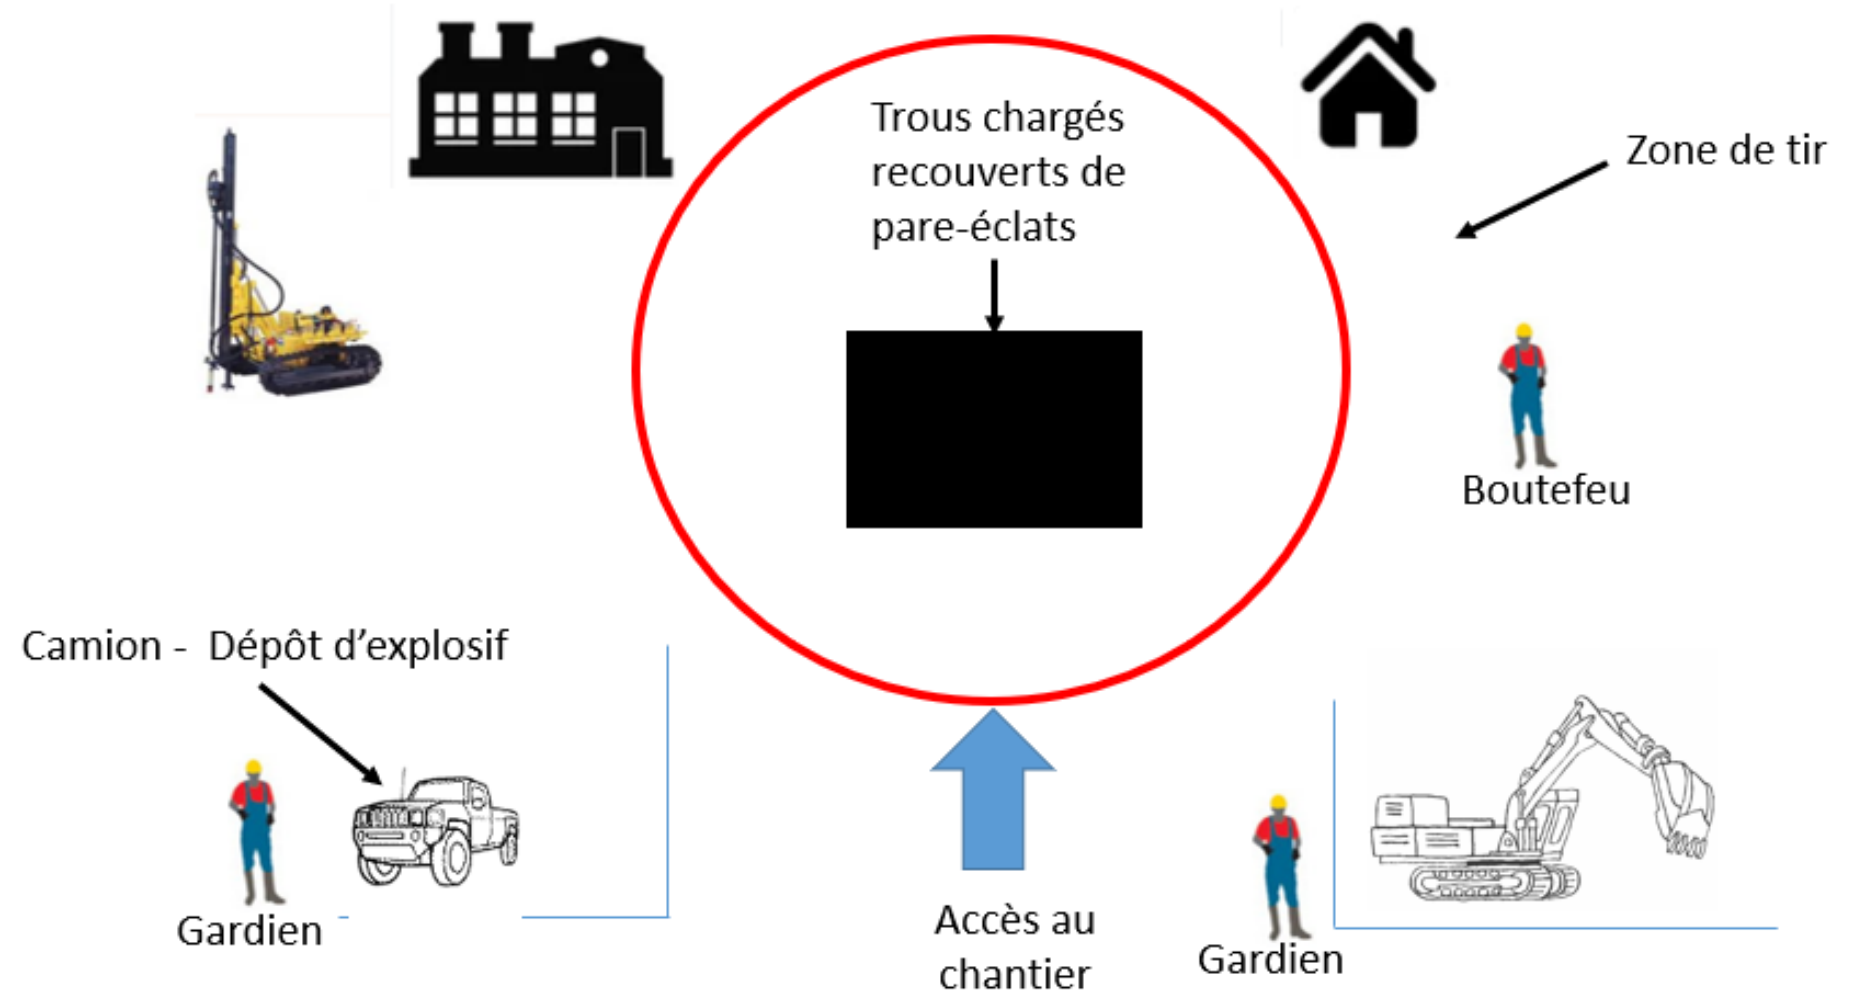 Trous chargés
recouverts de
pare-éclats
Zone de tir
Boutefeu
Camion -  Dépôt d’explosif
Gardien
Accès au
chantier
Gardien